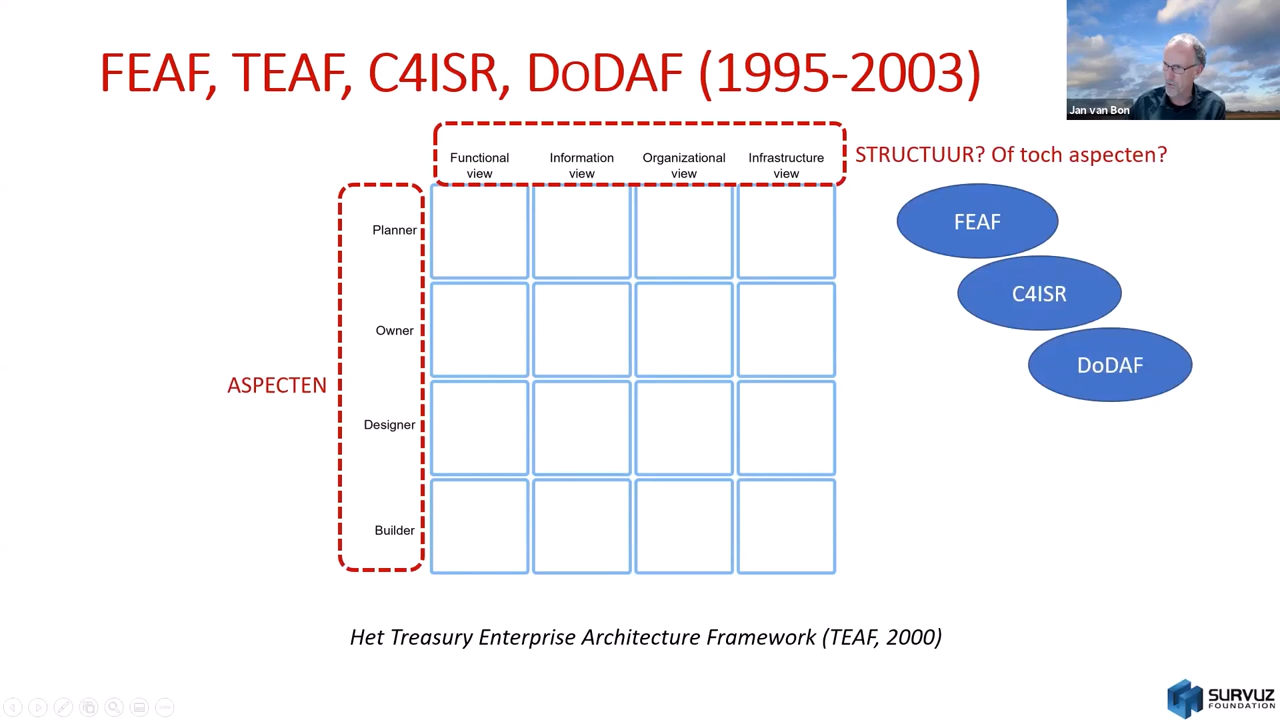 FEAF, TEAF, C4ISR, DoDAF (1995-2003)
Jan van Bon
Functional view
Information view
Organizational view
Infrastructure view
STRUCTUUR? Of toch aspecten?
Planner
Owner
Designer
Builder
ASPECTEN
FEAF
C4ISR
DoDAF
Het Treasury Enterprise Architecture Framework (TEAF, 2000)
SURVUZ
FOUNDATION